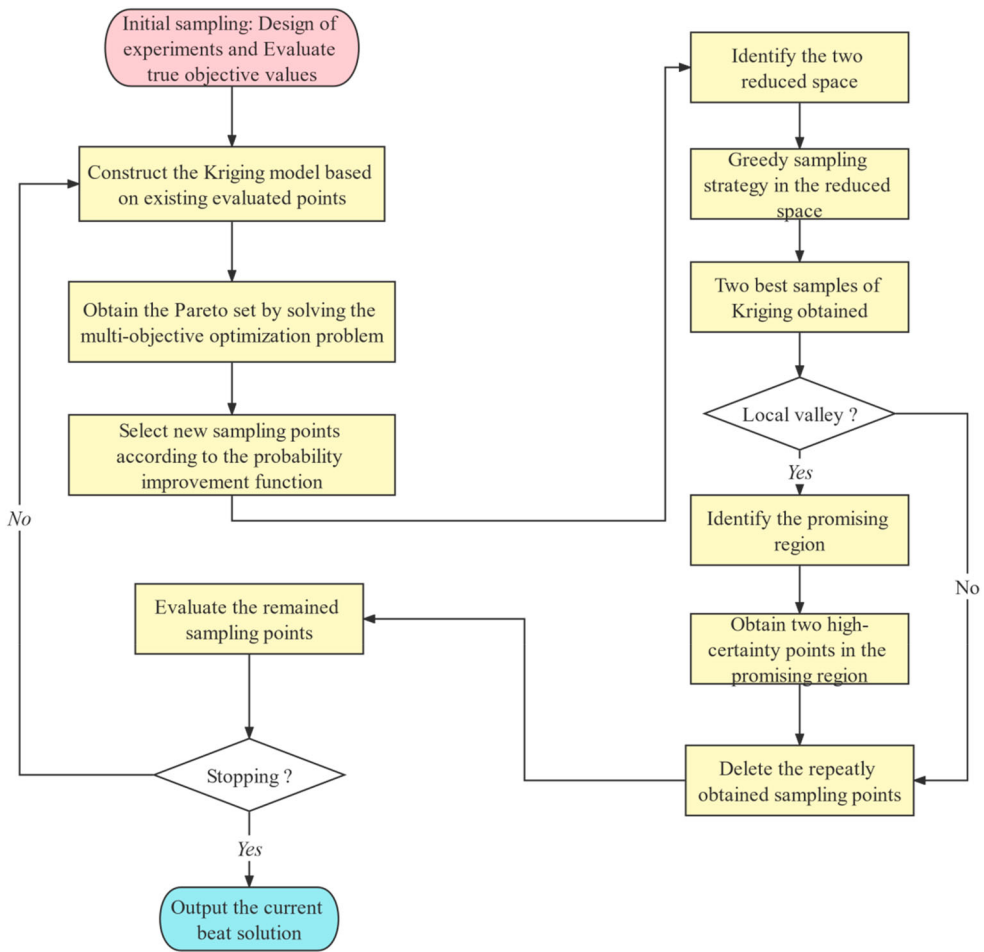 Initial sampling: Design of
experiments and Evaluate
true objective values
Construct the Kriging model based
on existing evaluated points
Obtain the Pareto set by solving the
multi-objective optimization problem
Select new sampling points
according to the probability
improvement function
Identify the two
reduced space
Greedy sampling
strategy in the reduced
space
Two best samples of
Kriging obtained
Local valley ?
Yes
No
Identify the promising
region
Obtain two high-
certainty points in the
promising region
Delete the repeatly
obtained sampling points
Evaluate the remained
sampling points
Stopping ?
No
Yes
Output the current
beat solution